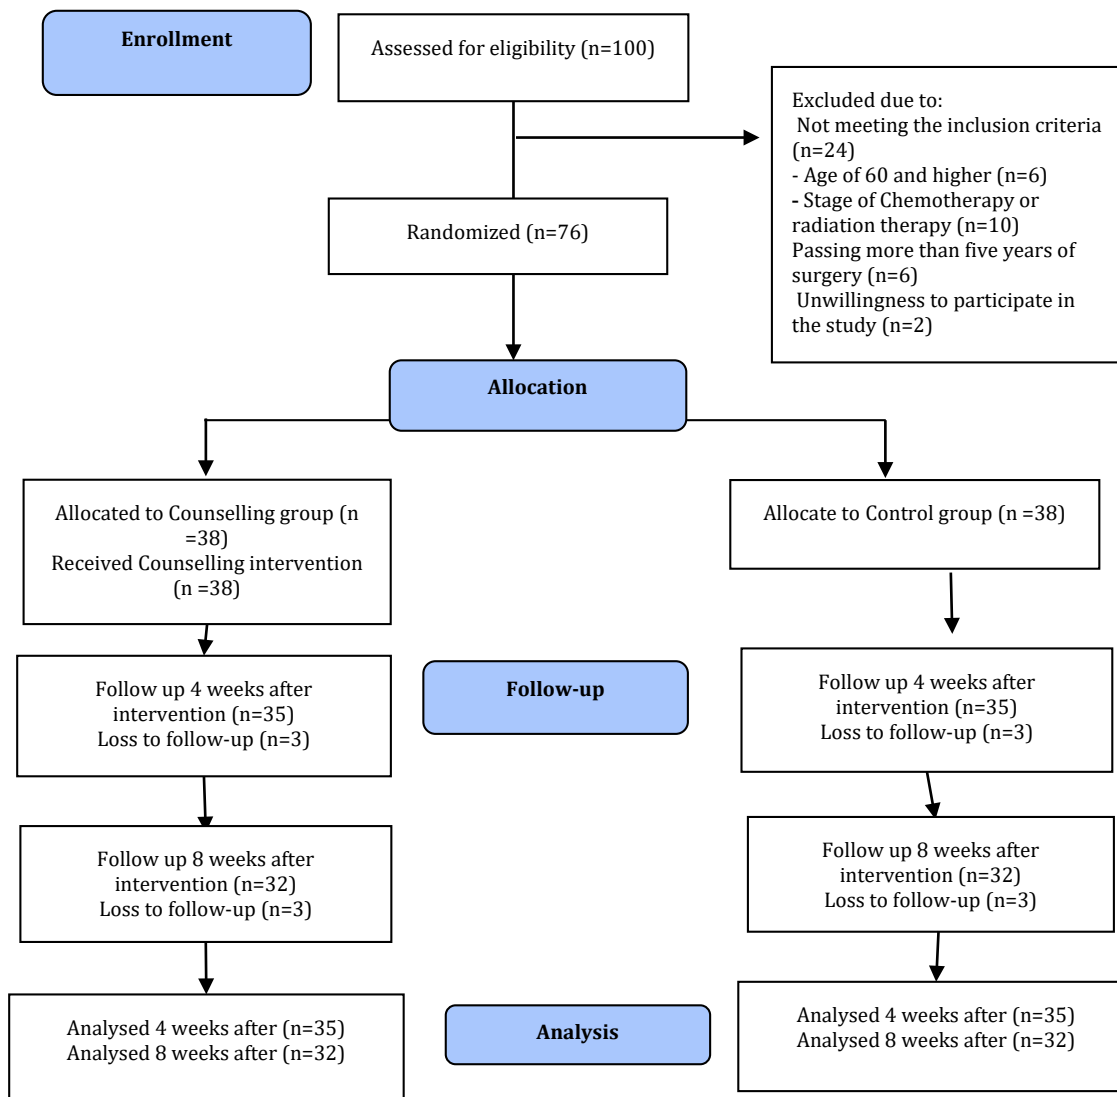 Enrollment
Assessed for eligibility (n=100)
Excluded due to:
Not meeting the inclusion criteria
(n=24)
- Age of 60 and higher (n=6)
- Stage of Chemotherapy or
radiation therapy (n=10)
Passing more than five years of
surgery (n=6)
Unwillingness to participate in
the study (n=2)
Randomized (n=76)
Allocation
Allocated to Counselling group (n
=38)
Received Counselling intervention
(n =38)
Allocate to Control group (n =38)
Follow up 4 weeks after
intervention (n=35)
Loss to follow-up (n=3)
Follow-up
Follow up 4 weeks after
intervention (n=35)
Loss to follow-up (n=3)
Follow up 8 weeks after
intervention (n=32)
Loss to follow-up (n=3)
Follow up 8 weeks after
intervention (n=32)
Loss to follow-up (n=3)
Analysed 4 weeks after (n=35)
Analysed 8 weeks after (n=32)
Analysis
Analysed 4 weeks after (n=35)
Analysed 8 weeks after (n=32)